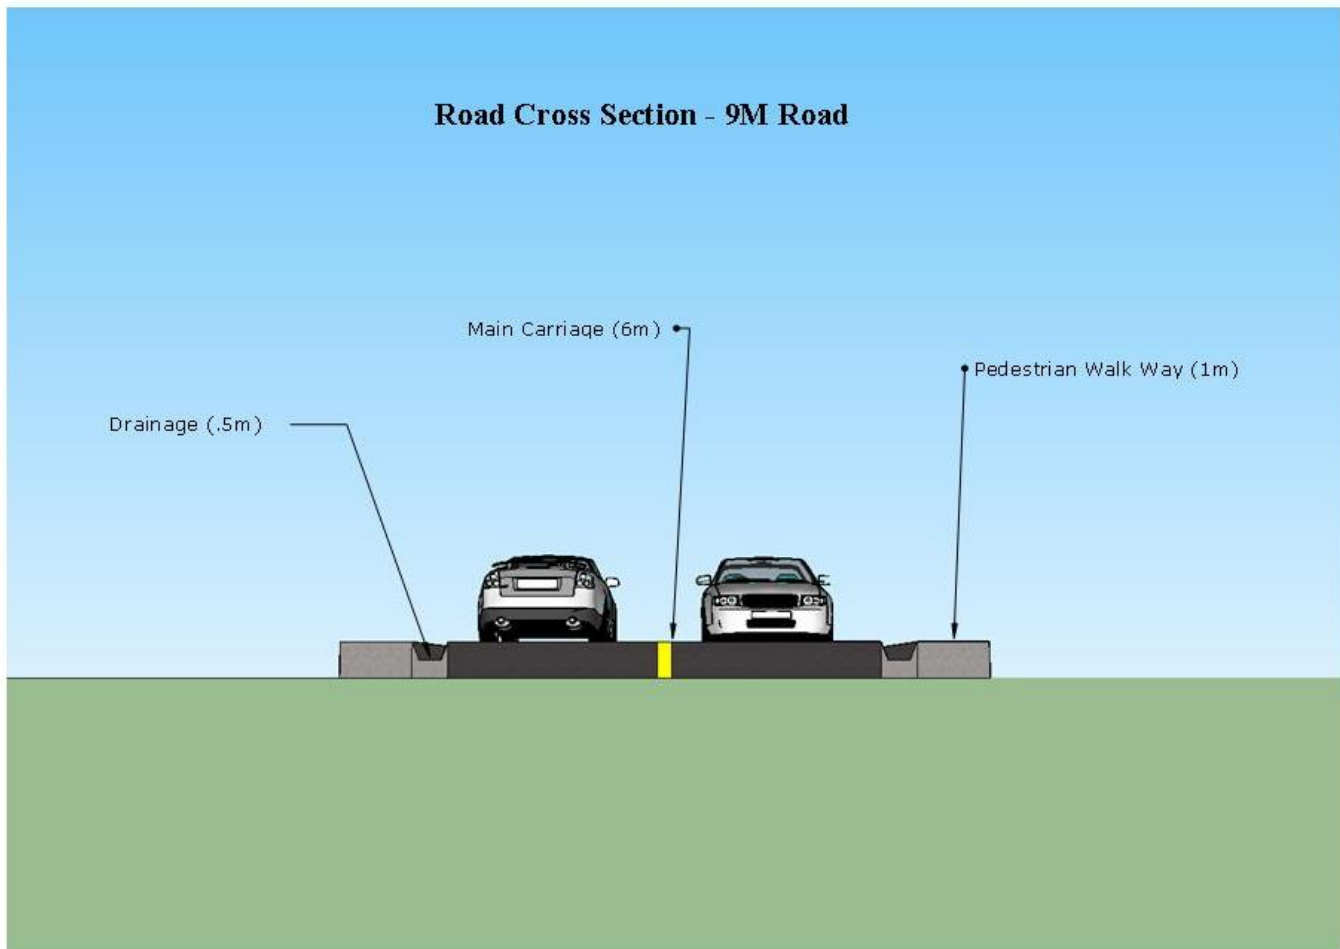 Road Cross Section - 9M Road
Main Carriage (6m)
Pedestrian Walk Way (1m)
Drainage (.5m)